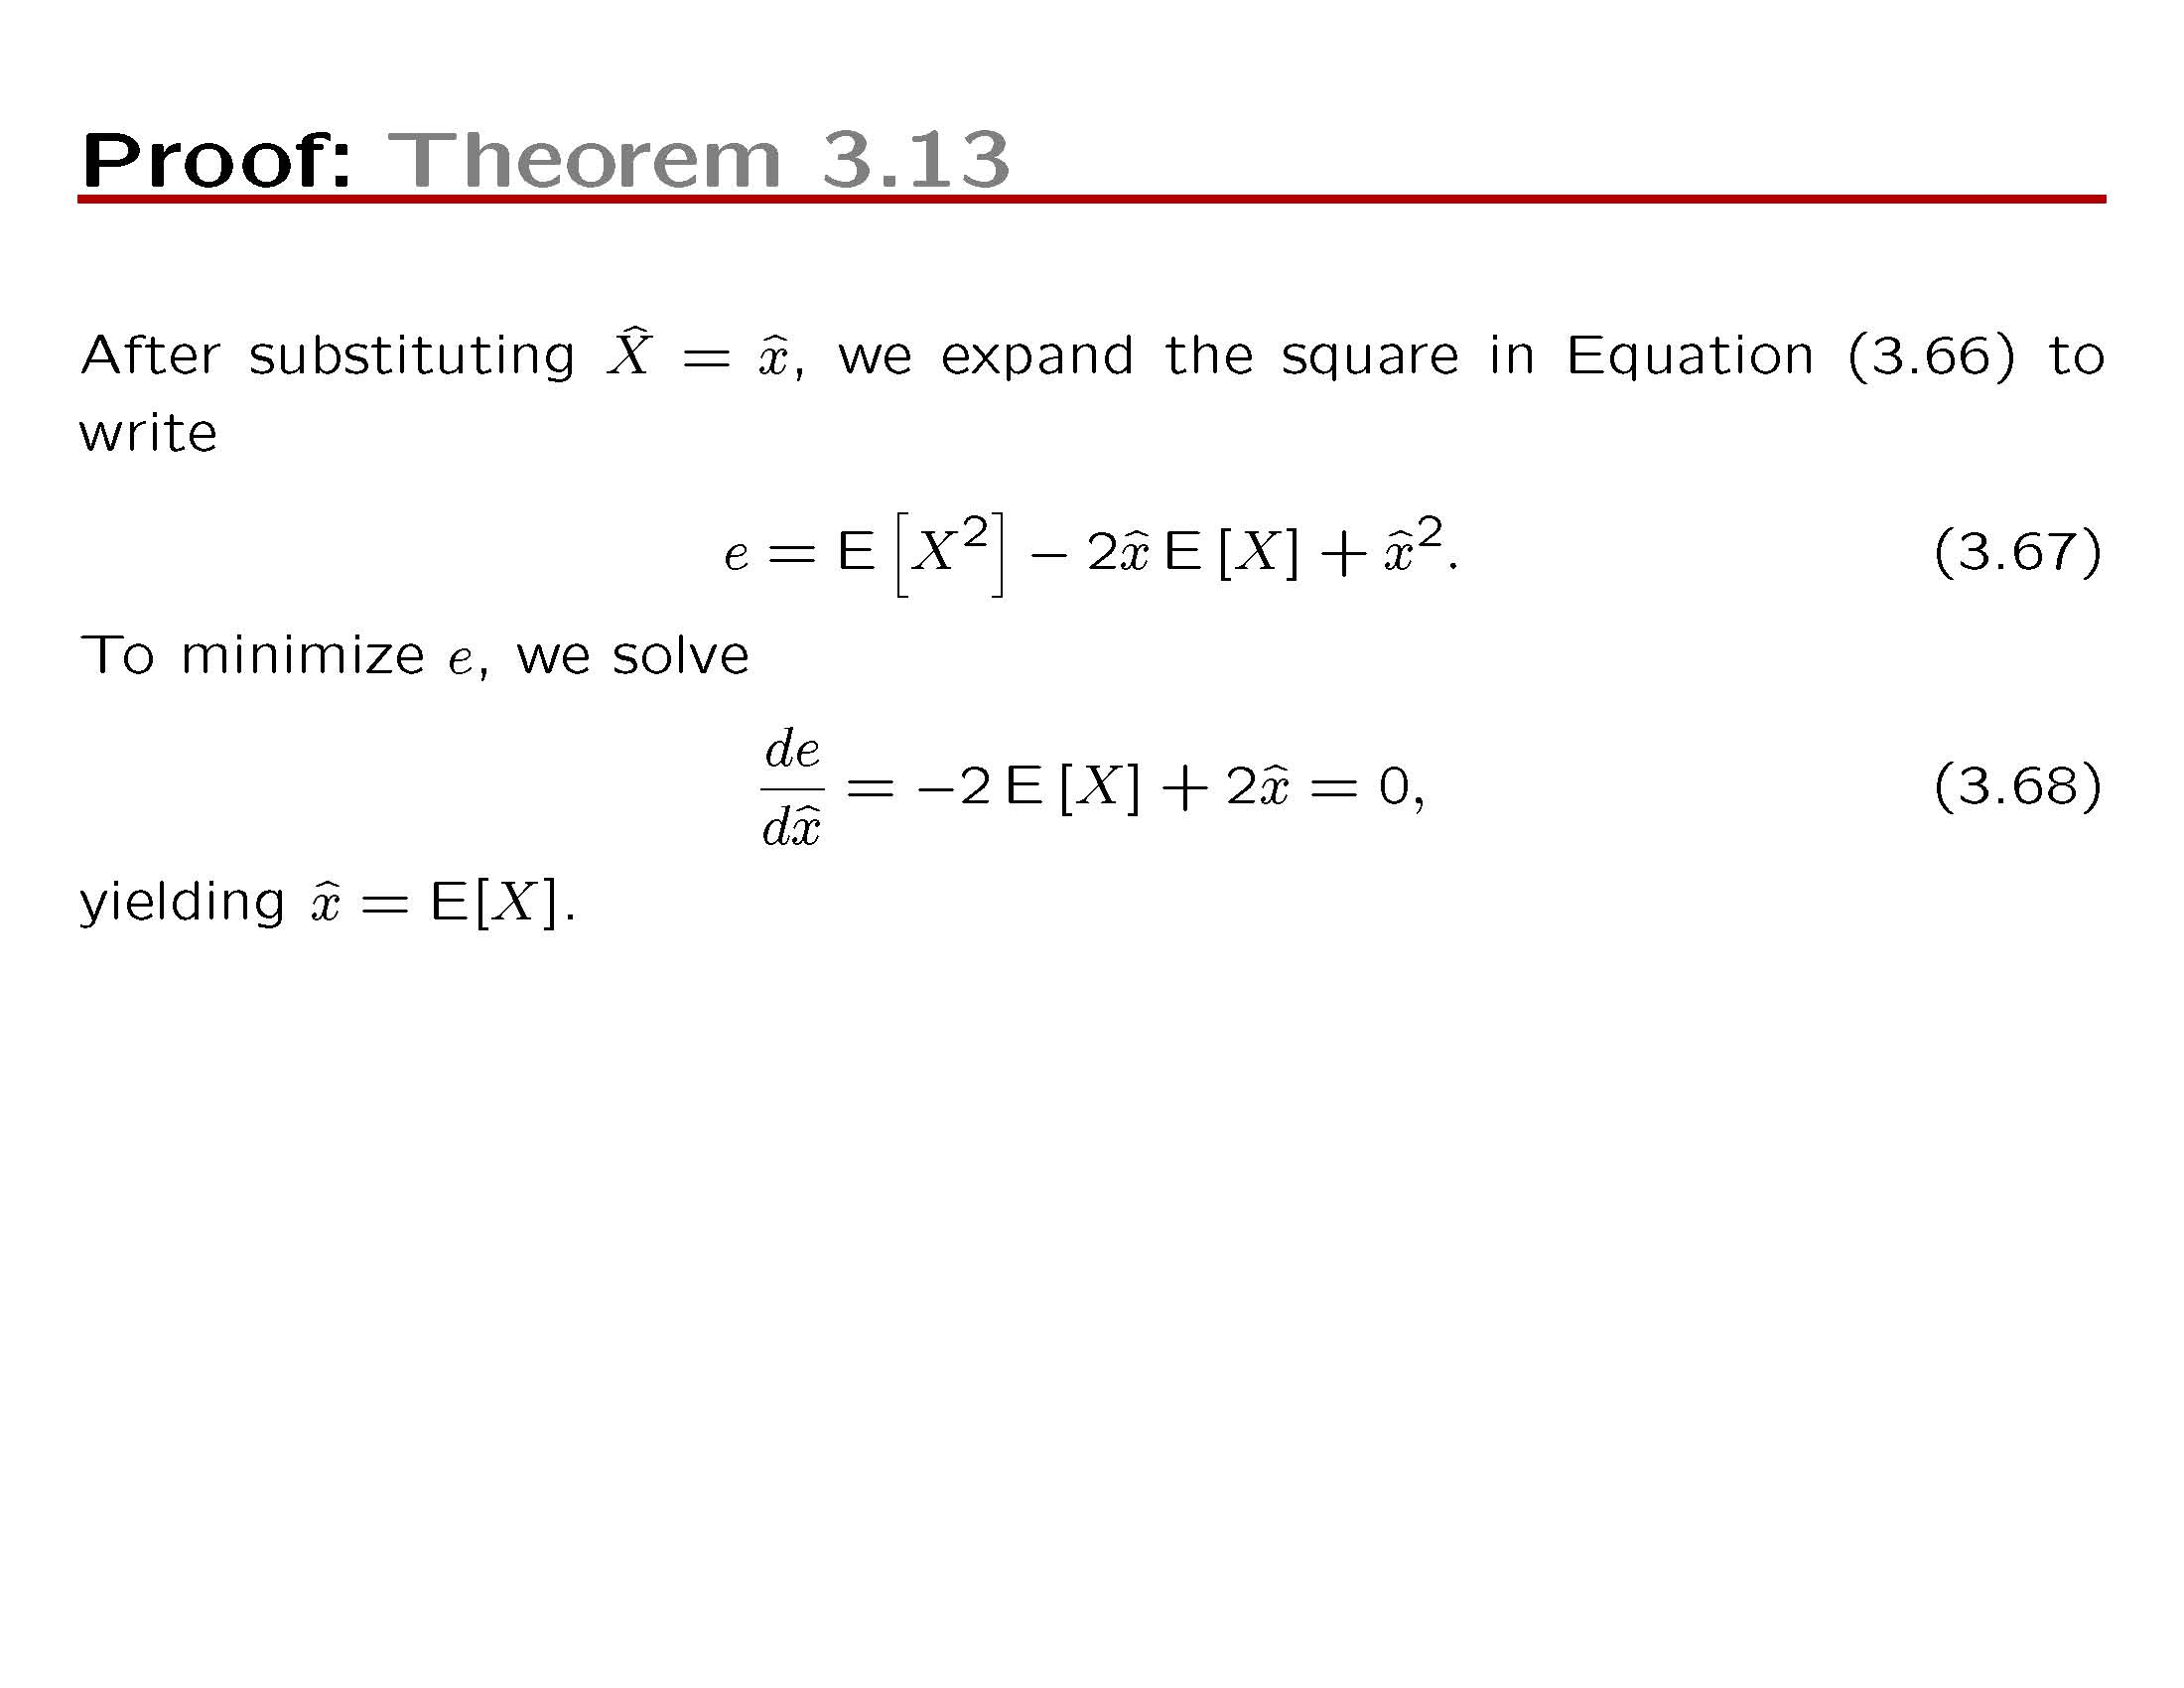 Proof: Theorem 3.13
After substituting X̂ = x̂, we expand the square in Equation (3.66) to
write
e = E [X²] − 2x̂ E [X] + x̂². (3.67)
To minimize e, we solve
de/dx̂ = −2 E [X] + 2x̂ = 0, (3.68)
yielding x̂ = E[X].